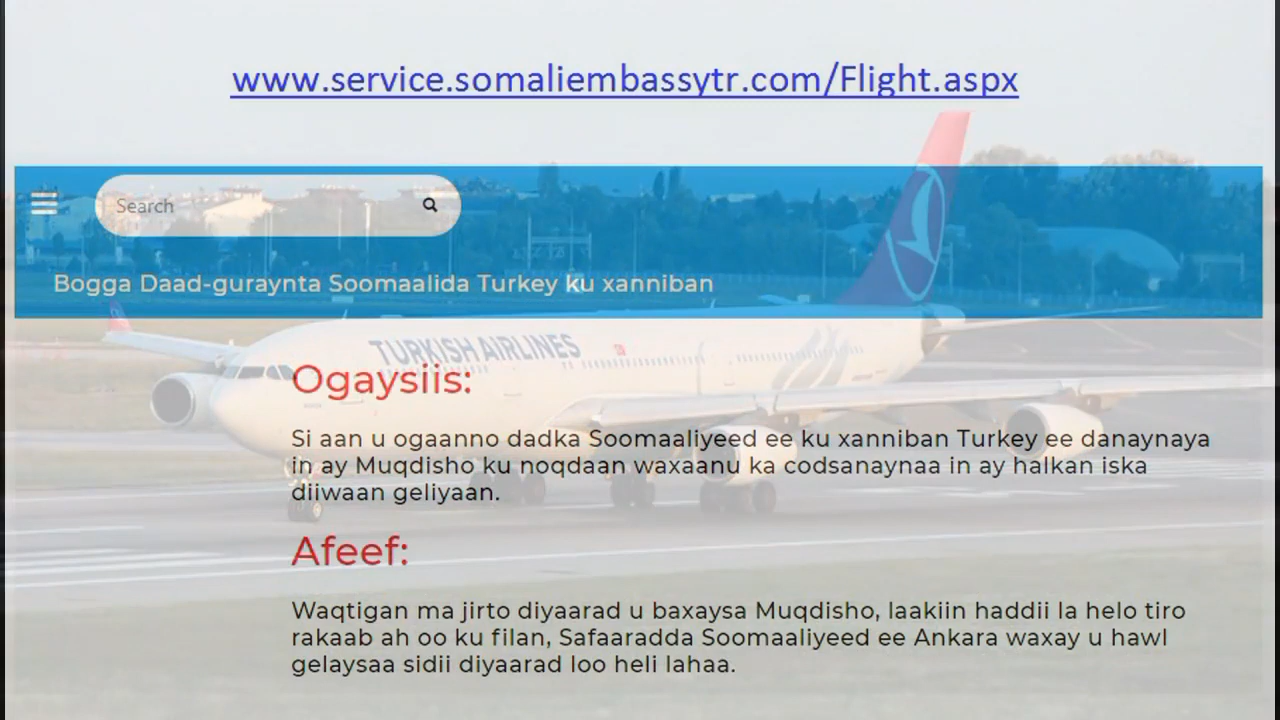 www.service.somaliembassytr.com/Flight.aspx
Search
Bogga Daad-guraynta Soomaalida Turkey ku xanniban
TURKISH AIRLINES
Ogaysiis:
Si aan u ogaanno dadka Soomaaliyeed ee ku xanniban Turkey ee danaynaya
in ay Muqdisho ku noqdaan waxaanu ka codsanaynaa in ay halkan iska
diiwaan geliyaan.
Afeef:
Waqtigan ma jirto diyaarad u baxaysa Muqdisho, laakiin haddii la helo tiro
rakaab ah oo ku filan, Safaaradda Soomaaliyeed ee Ankara waxay u hawl
gelaysaa sidii diyaarad loo heli lahaa.